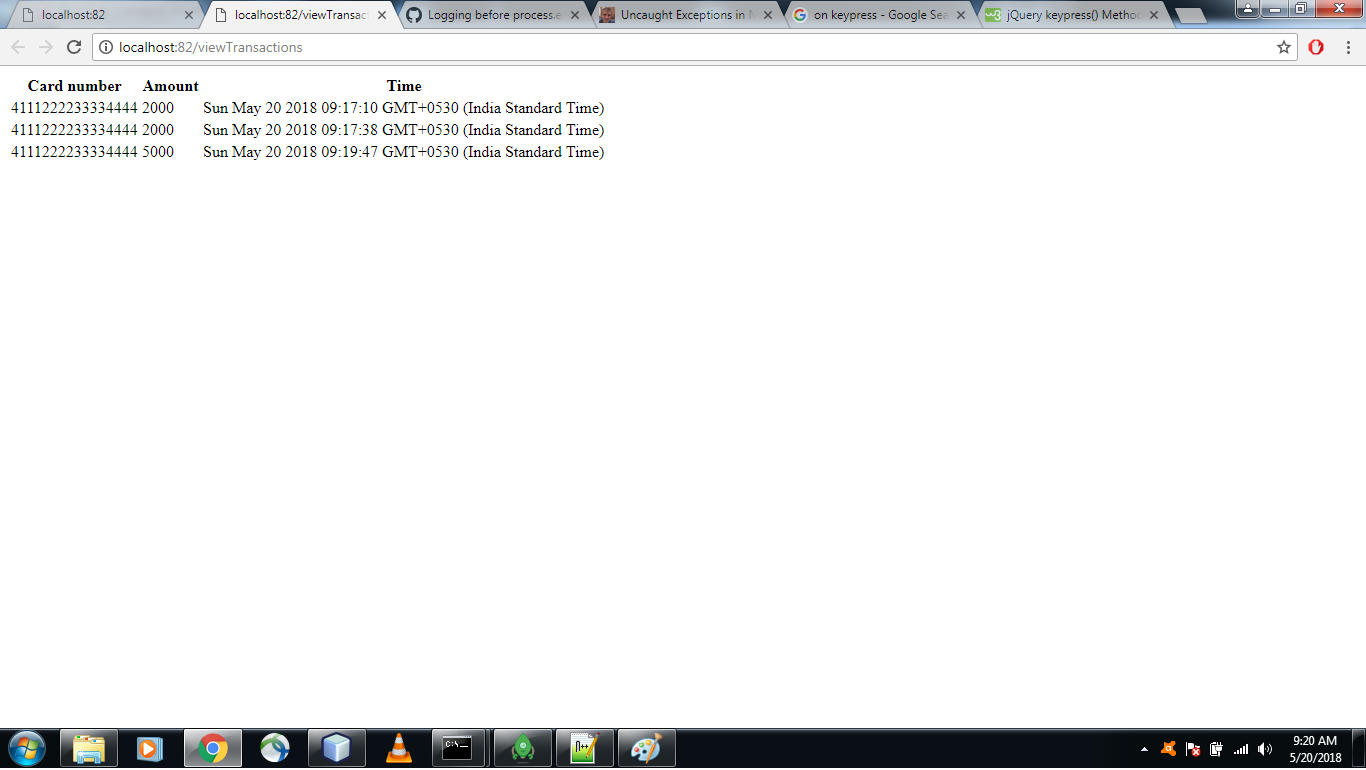 localhost:82
localhost:82/viewTransact
Logging before process.e
Uncaught Exceptions in N
on keypress - Google Sea
jQuery keypress() Method
localhost:82/viewTransactions
Card number Amount Time
4111222233334444 2000 Sun May 20 2018 09:17:10 GMT+0530 (India Standard Time)
4111222233334444 2000 Sun May 20 2018 09:17:38 GMT+0530 (India Standard Time)
4111222233334444 5000 Sun May 20 2018 09:19:47 GMT+0530 (India Standard Time)
9:20 AM
5/20/2018